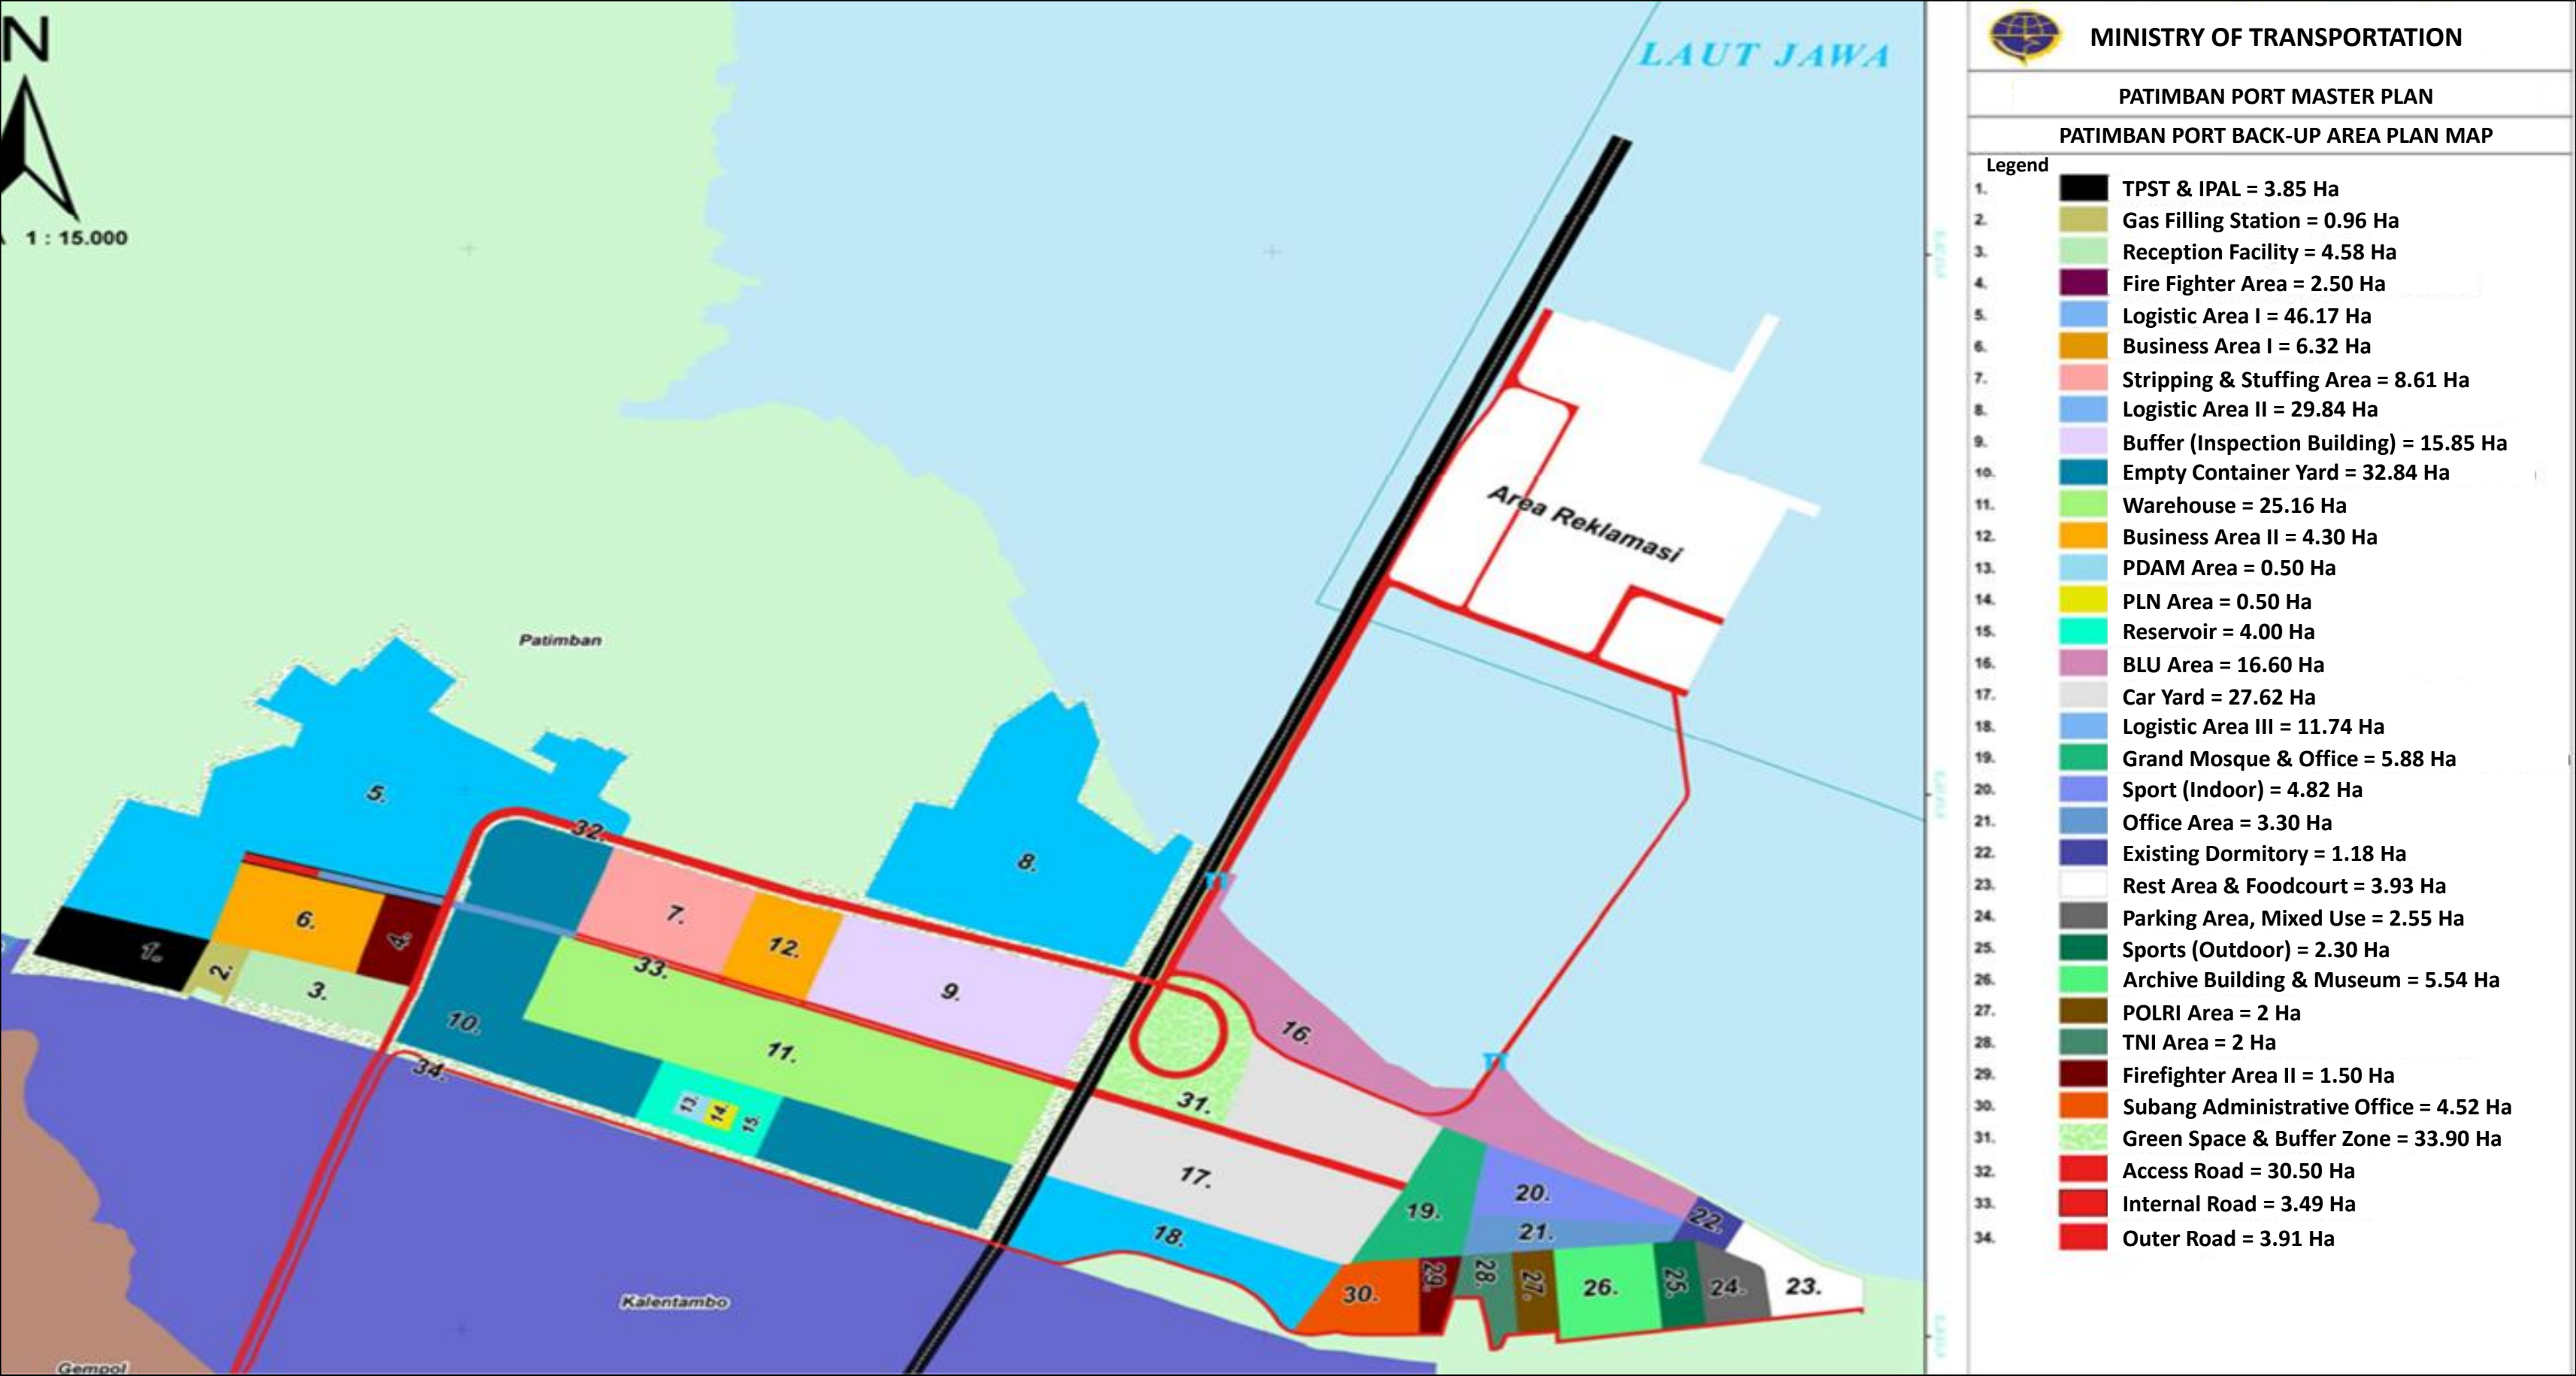 N
1 : 15.000
LAUT JAWA
Area Reklamasi
Patimban
5.
8.
32.
6.
4.
7.
12.
1.
2.
3.
33.
9.
10.
11.
16.
34.
13.
14.
15.
31.
17.
18.
19.
20.
21.
22.
30.
29.
28.
27.
26.
25.
24.
23.
Kalentambo
Gempol
MINISTRY OF TRANSPORTATION
PATIMBAN PORT MASTER PLAN
PATIMBAN PORT BACK-UP AREA PLAN MAP
Legend
1. TPST & IPAL = 3.85 Ha
2. Gas Filling Station = 0.96 Ha
3. Reception Facility = 4.58 Ha
4. Fire Fighter Area = 2.50 Ha
5. Logistic Area I = 46.17 Ha
6. Business Area I = 6.32 Ha
7. Stripping & Stuffing Area = 8.61 Ha
8. Logistic Area II = 29.84 Ha
9. Buffer (Inspection Building) = 15.85 Ha
10. Empty Container Yard = 32.84 Ha
11. Warehouse = 25.16 Ha
12. Business Area II = 4.30 Ha
13. PDAM Area = 0.50 Ha
14. PLN Area = 0.50 Ha
15. Reservoir = 4.00 Ha
16. BLU Area = 16.60 Ha
17. Car Yard = 27.62 Ha
18. Logistic Area III = 11.74 Ha
19. Grand Mosque & Office = 5.88 Ha
20. Sport (Indoor) = 4.82 Ha
21. Office Area = 3.30 Ha
22. Existing Dormitory = 1.18 Ha
23. Rest Area & Foodcourt = 3.93 Ha
24. Parking Area, Mixed Use = 2.55 Ha
25. Sports (Outdoor) = 2.30 Ha
26. Archive Building & Museum = 5.54 Ha
27. POLRI Area = 2 Ha
28. TNI Area = 2 Ha
29. Firefighter Area II = 1.50 Ha
30. Subang Administrative Office = 4.52 Ha
31. Green Space & Buffer Zone = 33.90 Ha
32. Access Road = 30.50 Ha
33. Internal Road = 3.49 Ha
34. Outer Road = 3.91 Ha